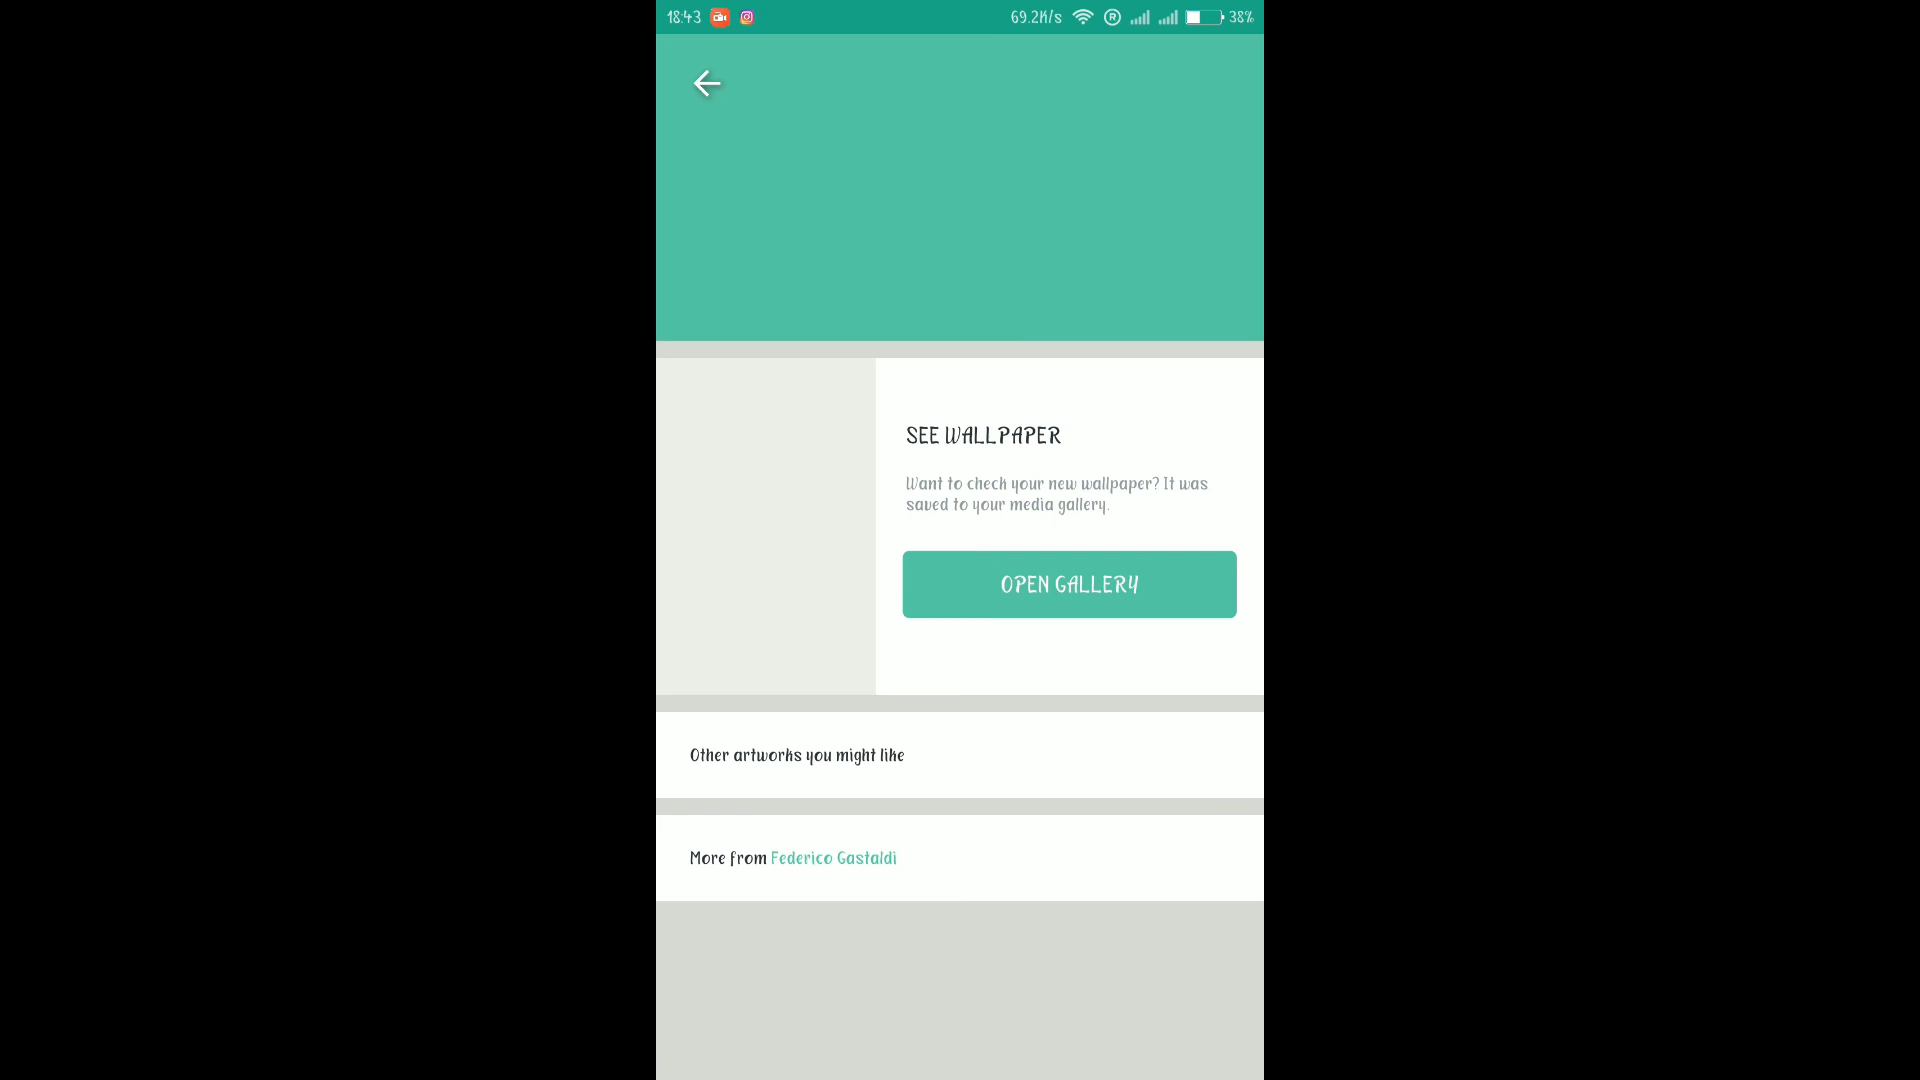 18:43
69.2K/s
38%
SEE WALLPAPER
Want to check your new wallpaper? It was
saved to your media gallery.
OPEN GALLERY
Other artworks you might like
More from Federico Gastaldi